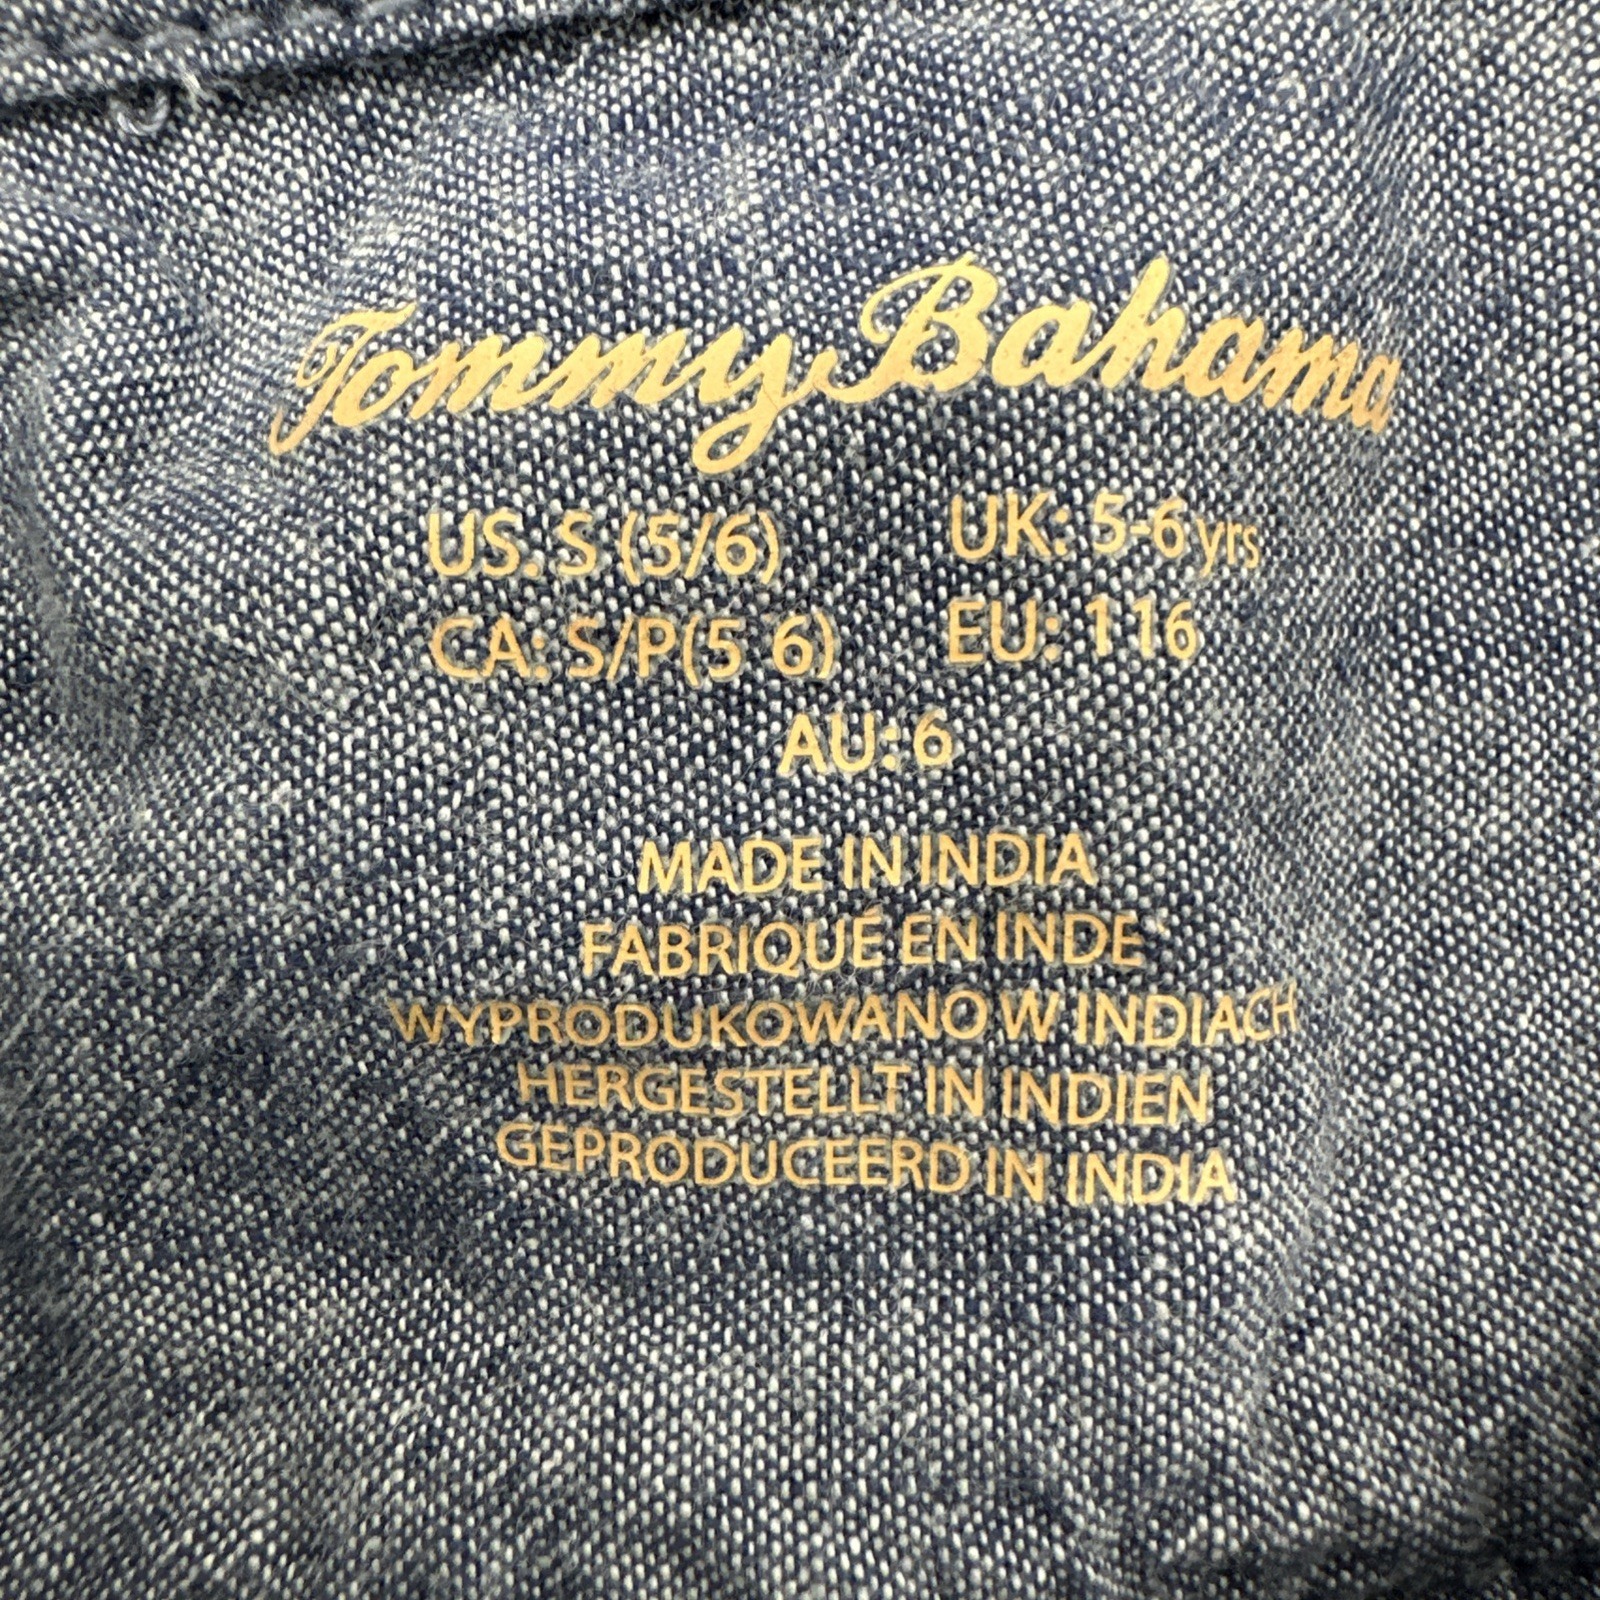 Tommy Bahama
US. S (5/6) UK: 5-6 yrs
CA: S/P(5 6) EU: 116
AU: 6
MADE IN INDIA
FABRIQUÉ EN INDE
WYPRODUKOWANO W INDIACH
HERGESTELLT IN INDIEN
GEPRODUCEERD IN INDIA